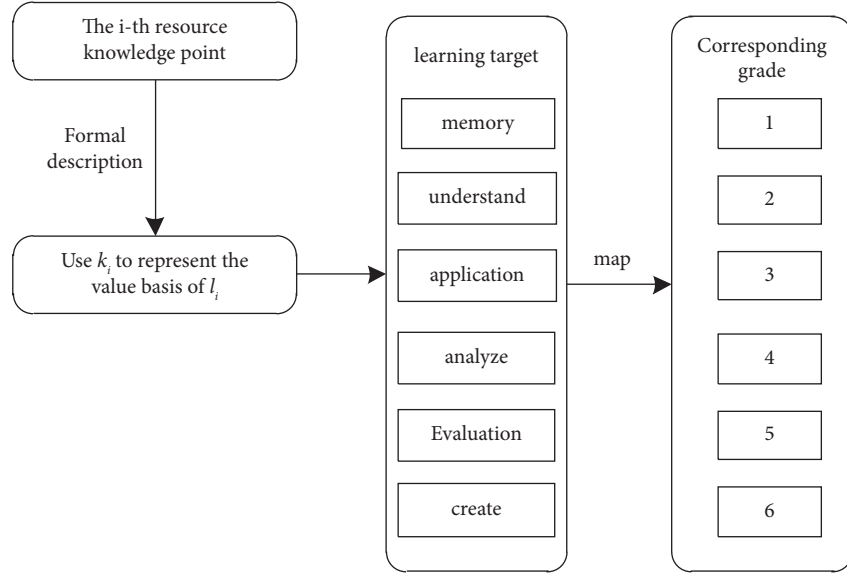 The i-th resource
knowledge point
Formal
description
Use k_i to represent the
value basis of l_i
learning target
memory
understand
application
analyze
Evaluation
create
map
Corresponding
grade
1
2
3
4
5
6